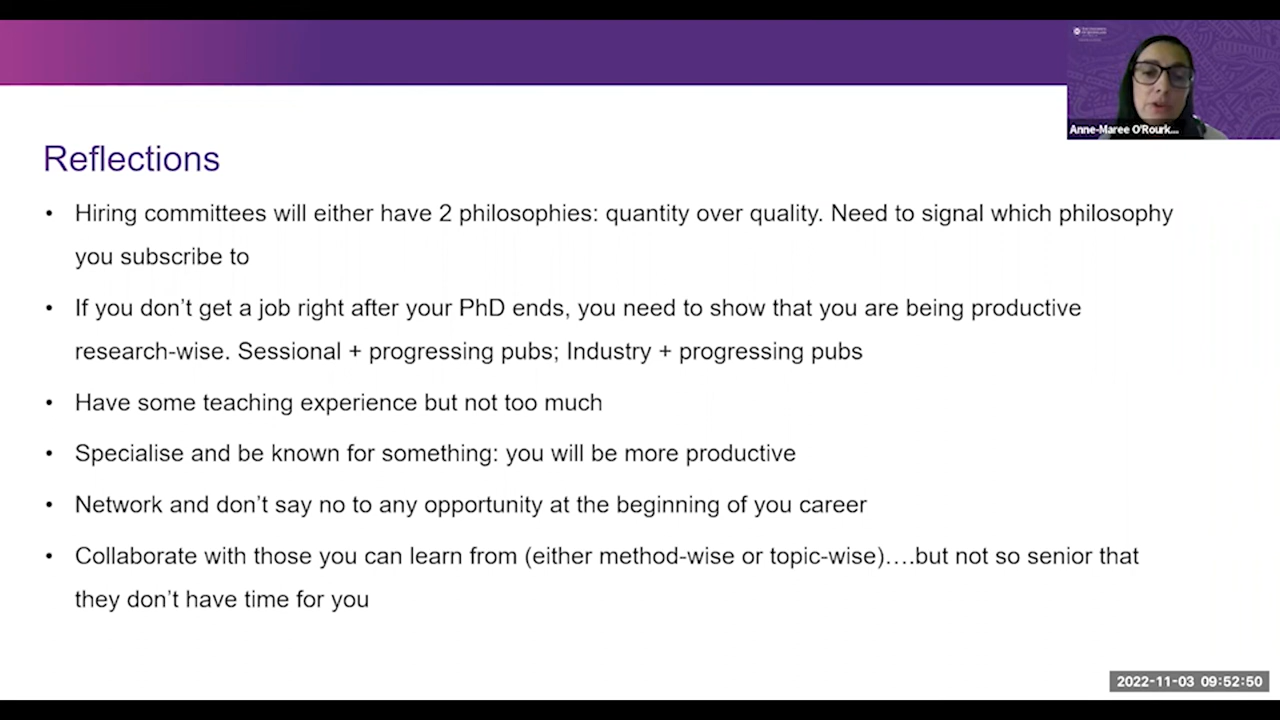 Anne-Maree O'Rourk...
Reflections
• Hiring committees will either have 2 philosophies: quantity over quality. Need to signal which philosophy
you subscribe to
• If you don't get a job right after your PhD ends, you need to show that you are being productive
research-wise. Sessional + progressing pubs; Industry + progressing pubs
• Have some teaching experience but not too much
• Specialise and be known for something: you will be more productive
• Network and don't say no to any opportunity at the beginning of you career
• Collaborate with those you can learn from (either method-wise or topic-wise)….but not so senior that
they don't have time for you
2022-11-03 09:52:50